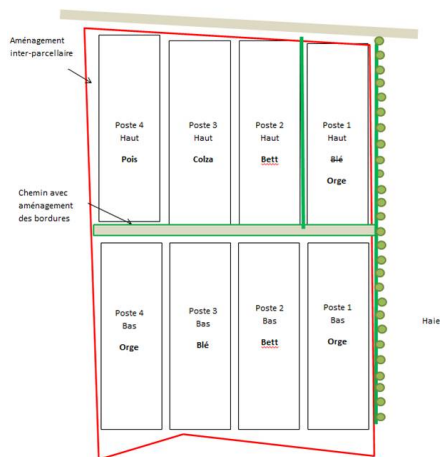 Aménagement
inter-parcellaire
Poste 4
Haut
Pois
Poste 3
Haut
Colza
Poste 2
Haut
Bett
Poste 1
Haut
Blé
Orge
Chemin avec
aménagement
des bordures
Poste 4
Bas
Orge
Poste 3
Bas
Blé
Poste 2
Bas
Bett
Poste 1
Bas
Orge
Haie